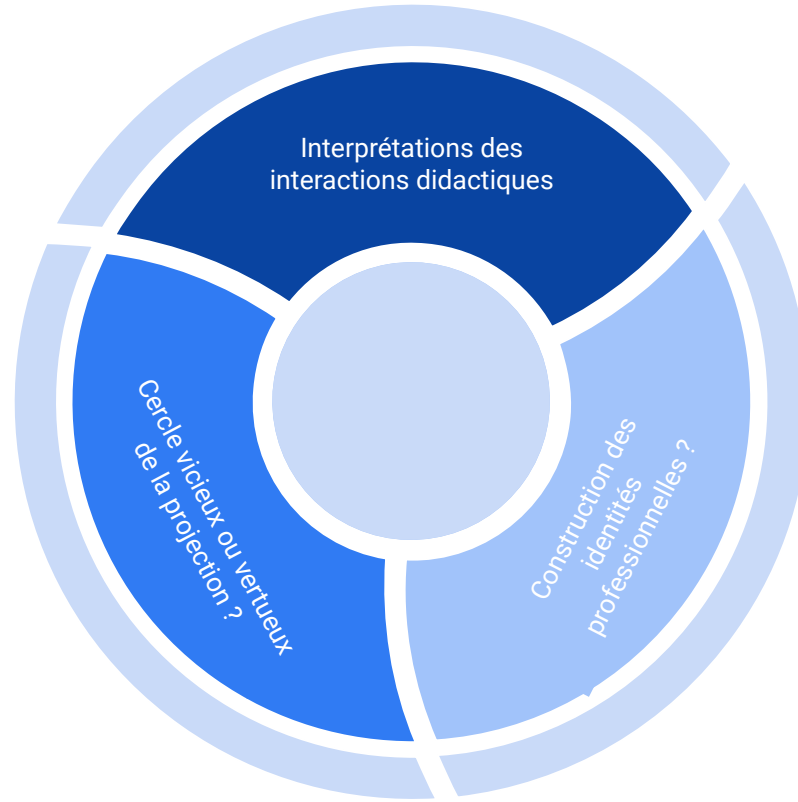 Interprétations des
interactions didactiques
Construction des
identités
professionnelles ?
Cercle vicieux ou vertueux
de la projection ?